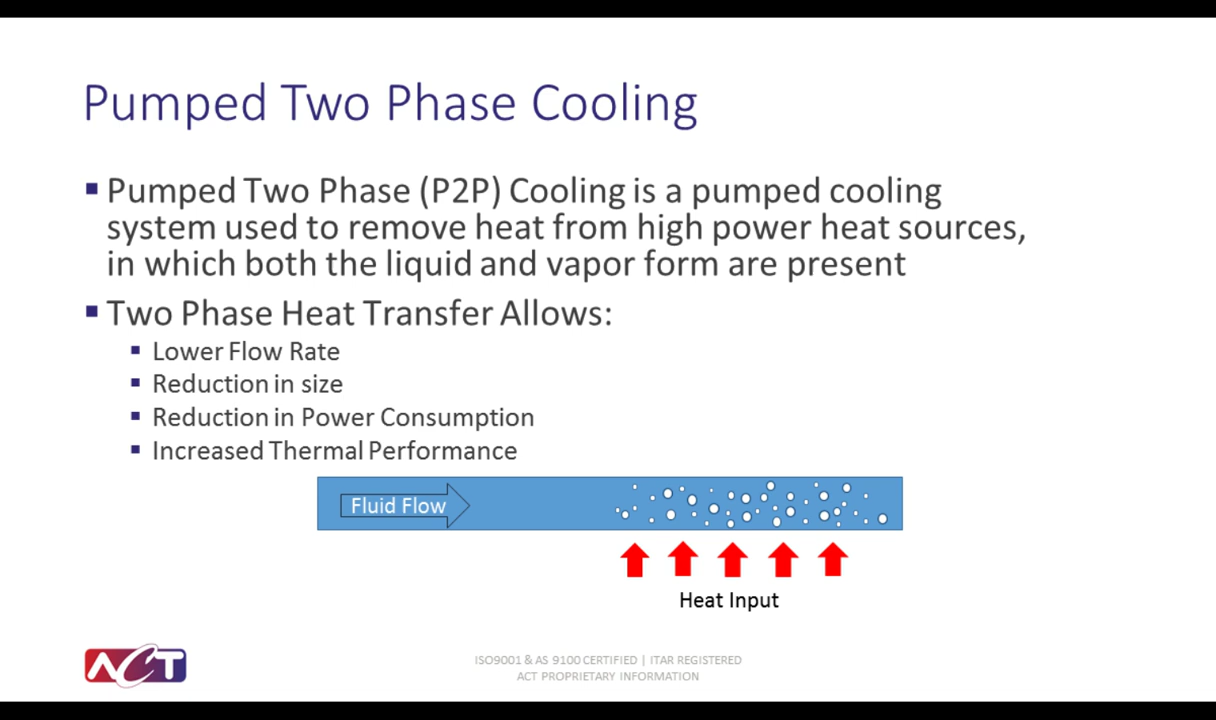 Pumped Two Phase Cooling
▪ Pumped Two Phase (P2P) Cooling is a pumped cooling
system used to remove heat from high power heat sources,
in which both the liquid and vapor form are present
▪ Two Phase Heat Transfer Allows:
▪ Lower Flow Rate
▪ Reduction in size
▪ Reduction in Power Consumption
▪ Increased Thermal Performance
Fluid Flow
Heat Input
ACT
ISO9001 & AS 9100 CERTIFIED | ITAR REGISTERED
ACT PROPRIETARY INFORMATION